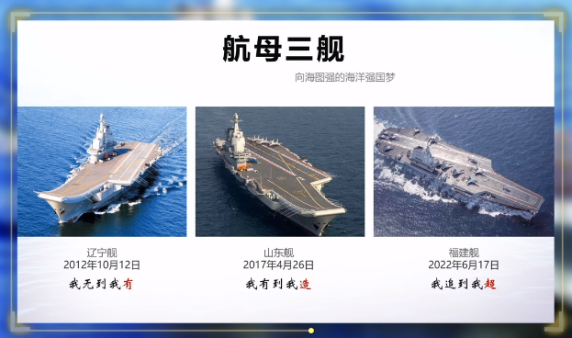 航母三舰
向海图强的海洋强国梦
辽宁舰
2012年10月12日
我无到我有
山东舰
2017年4月26日
我有到我造
福建舰
2022年6月17日
我追到我超